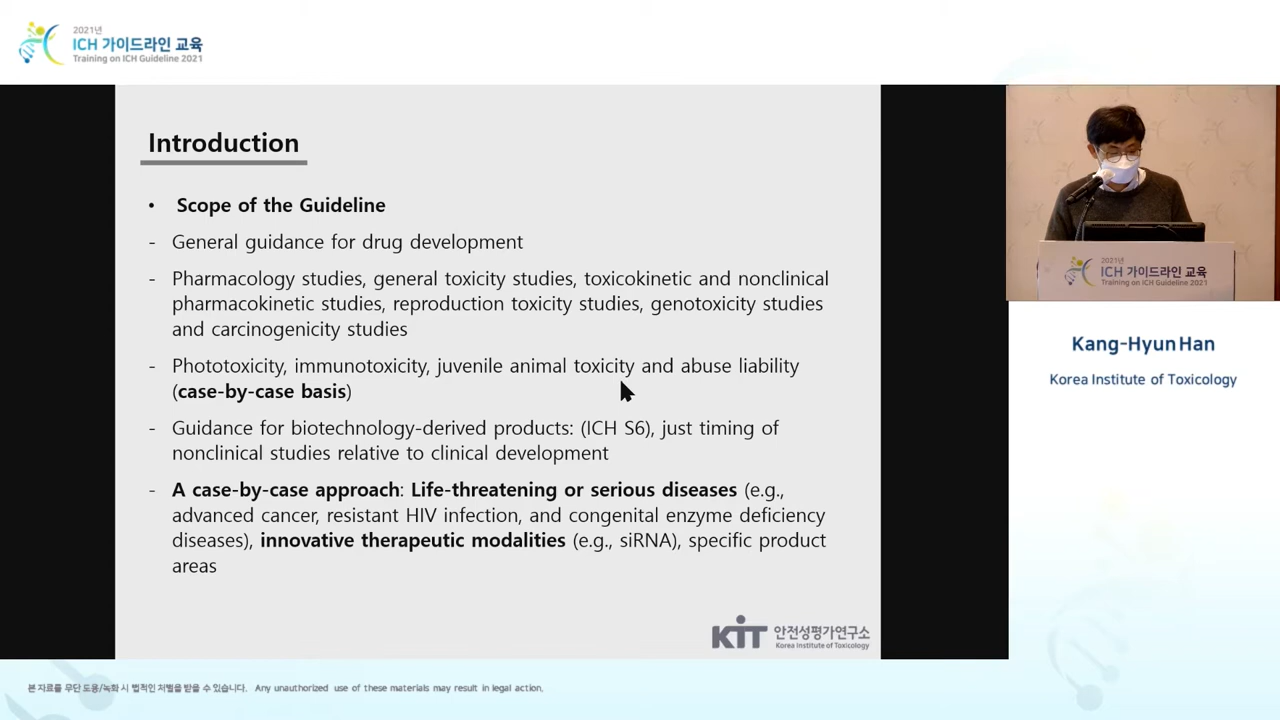 2021년
ICH 가이드라인 교육
Training on ICH Guideline 2021
Introduction
• Scope of the Guideline
- General guidance for drug development
- Pharmacology studies, general toxicity studies, toxicokinetic and nonclinical
pharmacokinetic studies, reproduction toxicity studies, genotoxicity studies
and carcinogenicity studies
- Phototoxicity, immunotoxicity, juvenile animal toxicity and abuse liability
(case-by-case basis)
- Guidance for biotechnology-derived products: (ICH S6), just timing of
nonclinical studies relative to clinical development
- A case-by-case approach: Life-threatening or serious diseases (e.g.,
advanced cancer, resistant HIV infection, and congenital enzyme deficiency
diseases), innovative therapeutic modalities (e.g., siRNA), specific product
areas
KIT 안전성평가연구소
Korea Institute of Toxicology
2021년
ICH 가이드라인 교육
Training on ICH Guideline 2021
Kang-Hyun Han
Korea Institute of Toxicology
본 자료를 무단 도용/녹화 시 법적인 처벌을 받을 수 있습니다. Any unauthorized use of these materials may result in legal action.